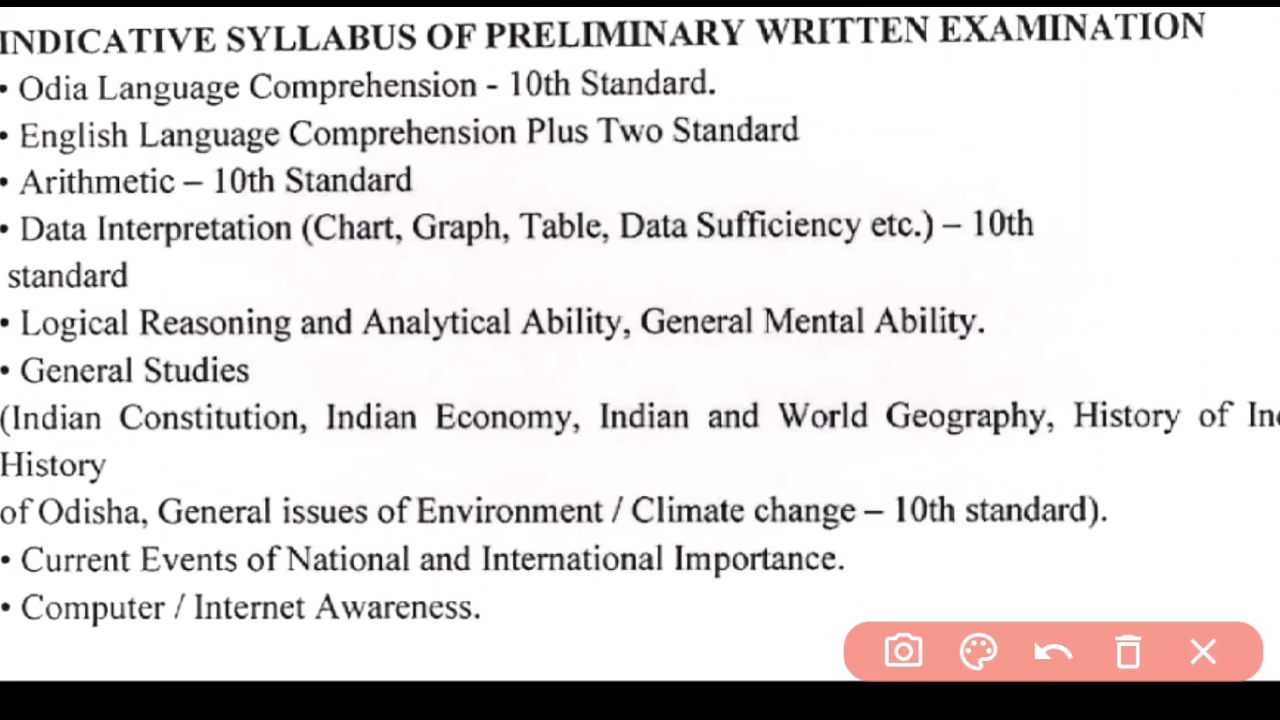 INDICATIVE SYLLABUS OF PRELIMINARY WRITTEN EXAMINATION
• Odia Language Comprehension - 10th Standard.
• English Language Comprehension Plus Two Standard
• Arithmetic – 10th Standard
• Data Interpretation (Chart, Graph, Table, Data Sufficiency etc.) – 10th
standard
• Logical Reasoning and Analytical Ability, General Mental Ability.
• General Studies
(Indian Constitution, Indian Economy, Indian and World Geography, History of
History
of Odisha, General issues of Environment / Climate change – 10th standard).
• Current Events of National and International Importance.
• Computer / Internet Awareness.